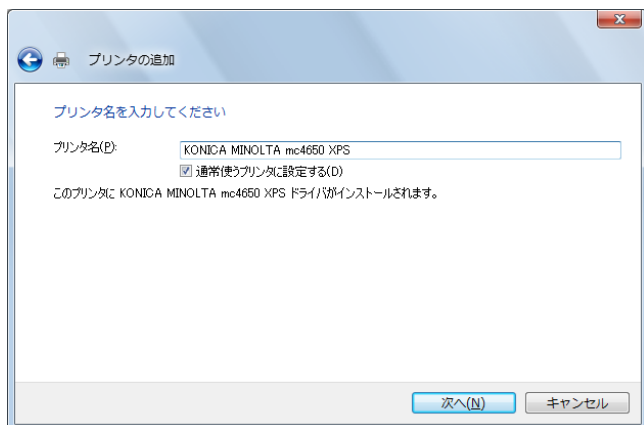 プリンタの追加
プリンタ名を入力してください
プリンタ名(P): KONICA MINOLTA mc4650 XPS
通常使うプリンタに設定する(D)
このプリンタに KONICA MINOLTA mc4650 XPS ドライバがインストールされます。
次へ(N) キャンセル